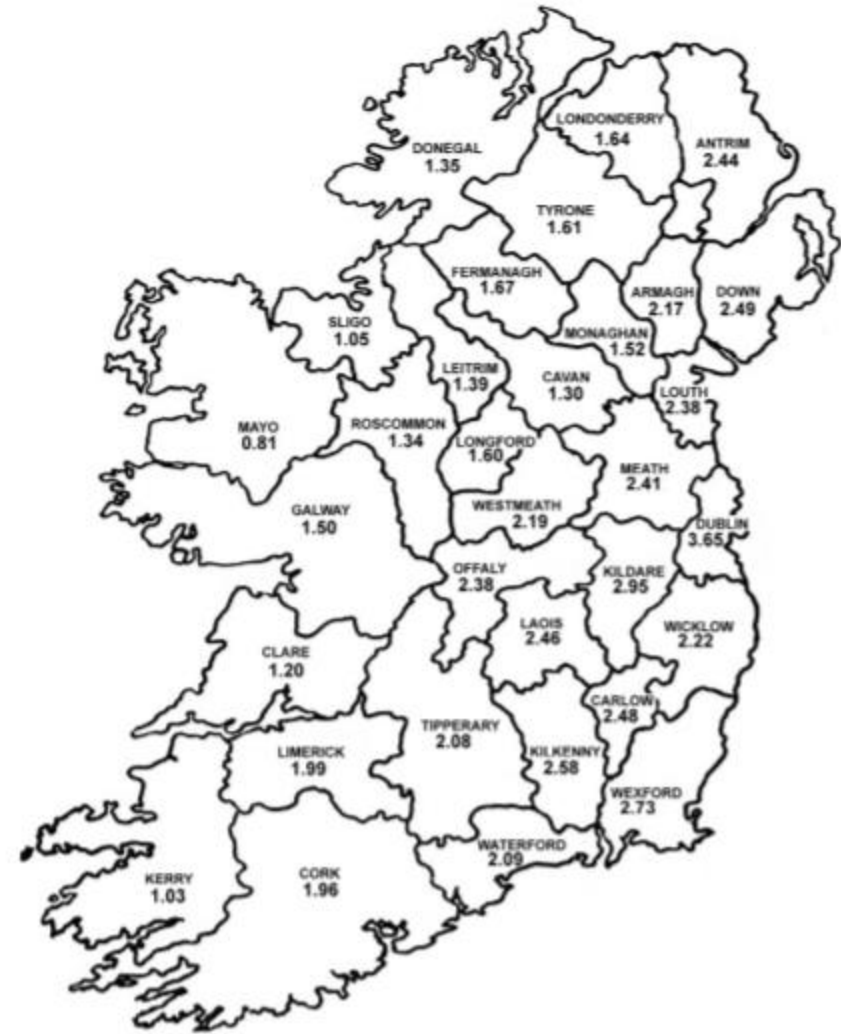 LONDONDERRY
1.64
ANTRIM
2.44
DONEGAL
1.35
TYRONE
1.61
FERMANAGH
1.67
ARMAGH
2.17
DOWN
2.49
SLIGO
1.05
MONAGHAN
1.52
LEITRIM
1.39
CAVAN
1.30
LOUTH
2.38
MAYO
0.81
ROSCOMMON
1.34
LONGFORD
1.60
MEATH
2.41
GALWAY
1.50
WESTMEATH
2.19
DUBLIN
3.65
OFFALY
2.38
KILDARE
2.95
LAOIS
2.46
WICKLOW
2.22
CLARE
1.20
CARLOW
2.48
TIPPERARY
2.08
LIMERICK
1.99
KILKENNY
2.58
WEXFORD
2.73
WATERFORD
2.09
KERRY
1.03
CORK
1.96